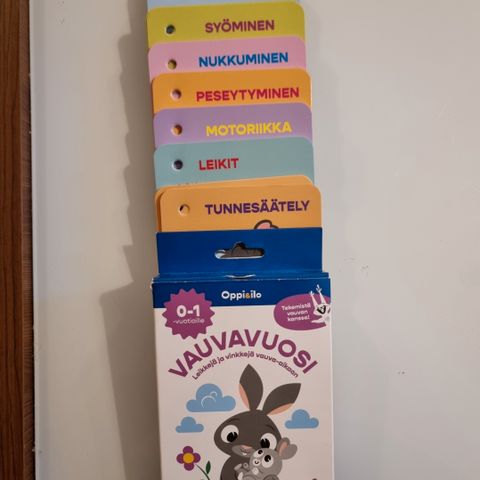 SYÖMINEN
NUKKUMINEN
PESEYTYMINEN
MOTORIIKKA
LEIKIT
TUNNESÄÄTELY
Oppi&ilo
0-1
-vuotiaille
Tekemistä
vauvan
kanssa!
VAUVAVUOSI
Leikkejä ja vinkkejä vauva-aikaan